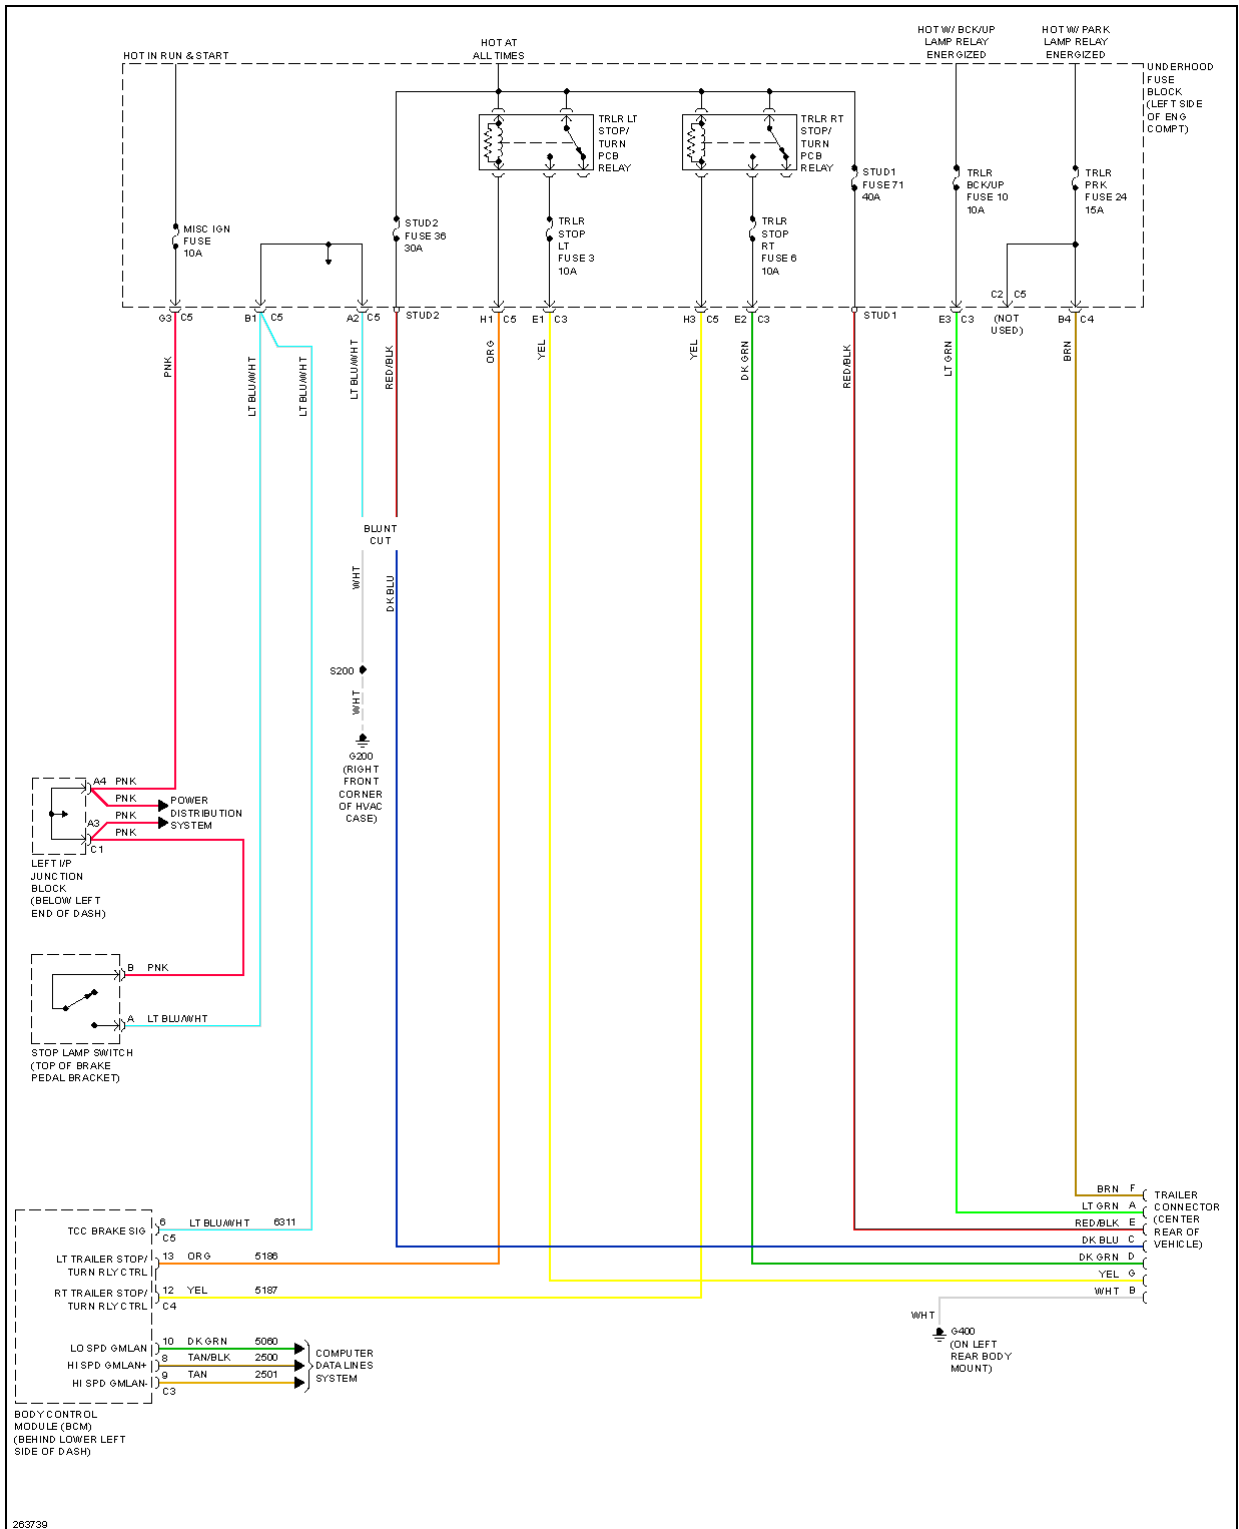 HOT IN RUN & START
HOT AT
ALL TIMES
HOT W/ BCK/UP
LAMP RELAY
ENERGIZED
HOT W/ PARK
LAMP RELAY
ENERGIZED
UNDERHOOD
FUSE
BLOCK
(LEFT SIDE
OF ENG
COMPT)
TRLR LT
STOP/
TURN
PCB
RELAY
TRLR RT
STOP/
TURN
PCB
RELAY
MISC IGN
FUSE
10A
STUD2
FUSE 36
30A
TRLR
STOP
LT
FUSE 3
10A
TRLR
STOP
RT
FUSE 6
10A
STUD1
FUSE 71
40A
TRLR
BCK/UP
FUSE 10
10A
TRLR
PRK
FUSE 24
15A
C2 C5
(NOT
USED)
G3 C5
B1 C5
A2 C5
STUD2
H1 C5
E1 C3
H3 C5
E2 C3
STUD1
E3 C3
B4 C4
PNK
LT BLU/WHT
LT BLU/WHT
LT BLU/WHT
RED/BLK
ORG
YEL
YEL
DK GRN
RED/BLK
LT GRN
BRN
BLUNT
CUT
WHT
DK BLU
S200
WHT
G200
(RIGHT
FRONT
CORNER
OF HVAC
CASE)
A4 PNK
PNK
PNK
A3
PNK
C1
POWER
DISTRIBUTION
SYSTEM
LEFT I/P
JUNCTION
BLOCK
(BELOW LEFT
END OF DASH)
B PNK
A LT BLU/WHT
STOP LAMP SWITCH
(TOP OF BRAKE
PEDAL BRACKET)
BRN F
LT GRN A
RED/BLK E
DK BLU C
DK GRN D
YEL G
WHT B
TRAILER
CONNECTOR
(CENTER
REAR OF
VEHICLE)
WHT
G400
(ON LEFT
REAR BODY
MOUNT)
TCC BRAKE SIG
6 LT BLU/WHT 6311
C5
LT TRAILER STOP/
TURN RLY CTRL
13 ORG 5186
RT TRAILER STOP/
TURN RLY CTRL
12 YEL 5187
C4
LO SPD GMLAN
10 DK GRN 5060
HI SPD GMLAN+
8 TAN/BLK 2500
HI SPD GMLAN-
9 TAN 2501
C3
COMPUTER
DATA LINES
SYSTEM
BODY CONTROL
MODULE (BCM)
(BEHIND LOWER LEFT
SIDE OF DASH)
263739